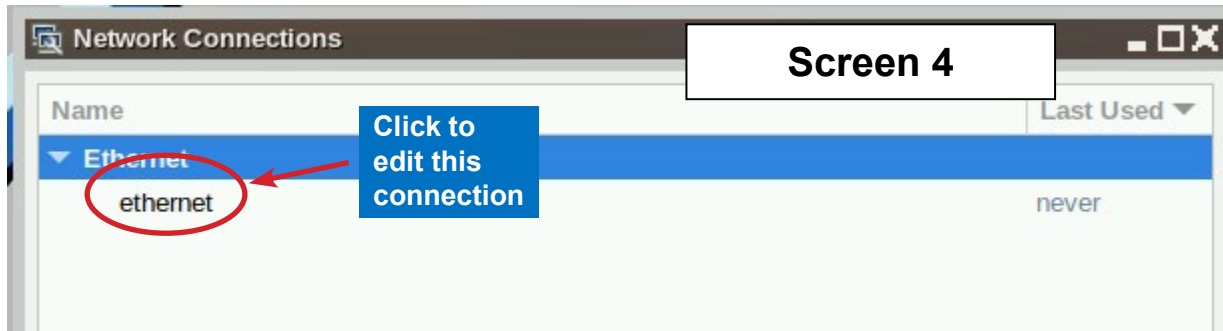 Network Connections
Screen 4
Name
Last Used
Click to
edit this
connection
Ethernet
ethernet
never